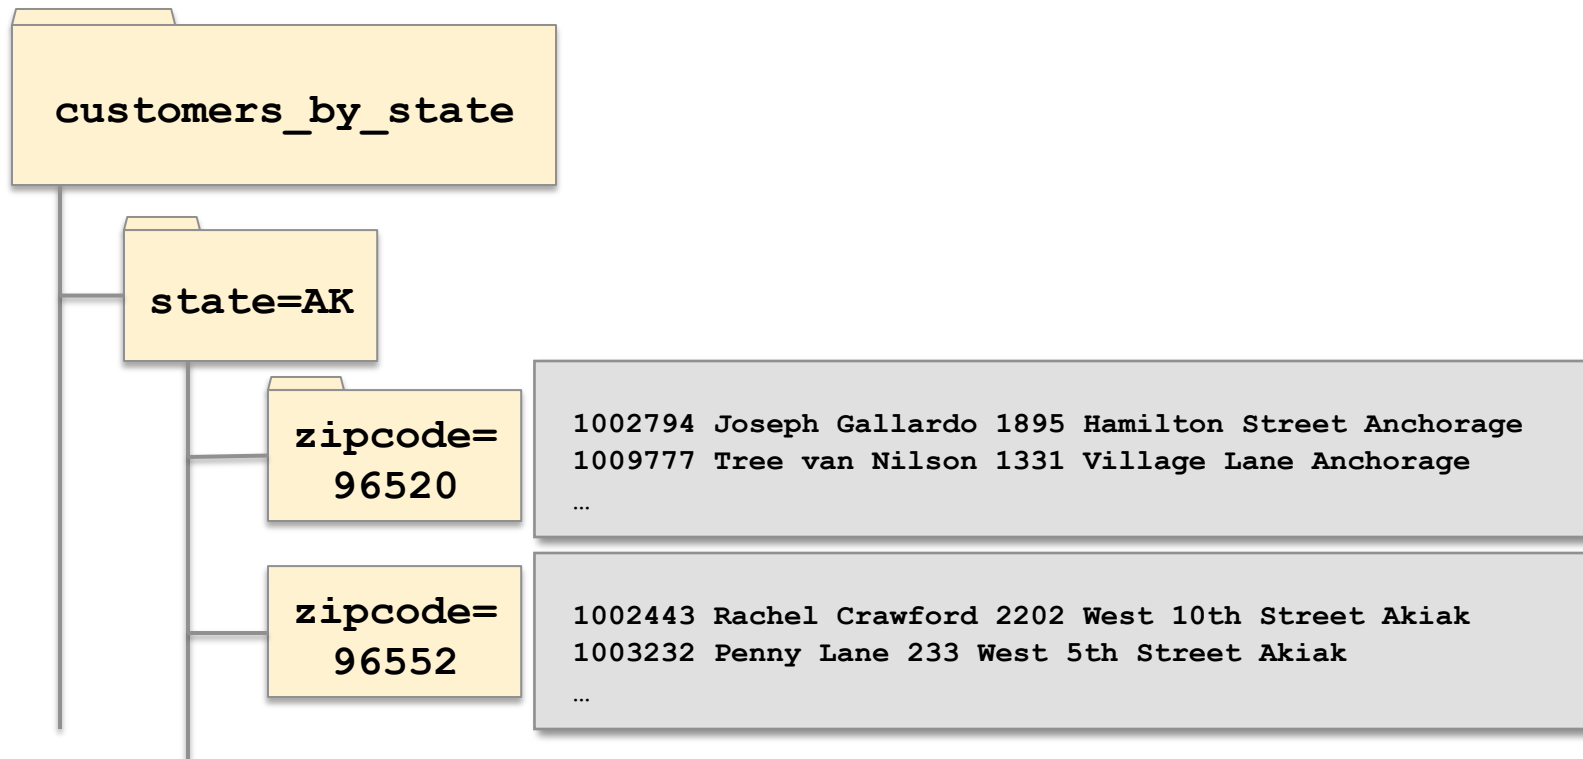 customers_by_state
state=AK
zipcode=
96520
1002794 Joseph Gallardo 1895 Hamilton Street Anchorage
1009777 Tree van Nilson 1331 Village Lane Anchorage
…
zipcode=
96552
1002443 Rachel Crawford 2202 West 10th Street Akiak
1003232 Penny Lane 233 West 5th Street Akiak
…